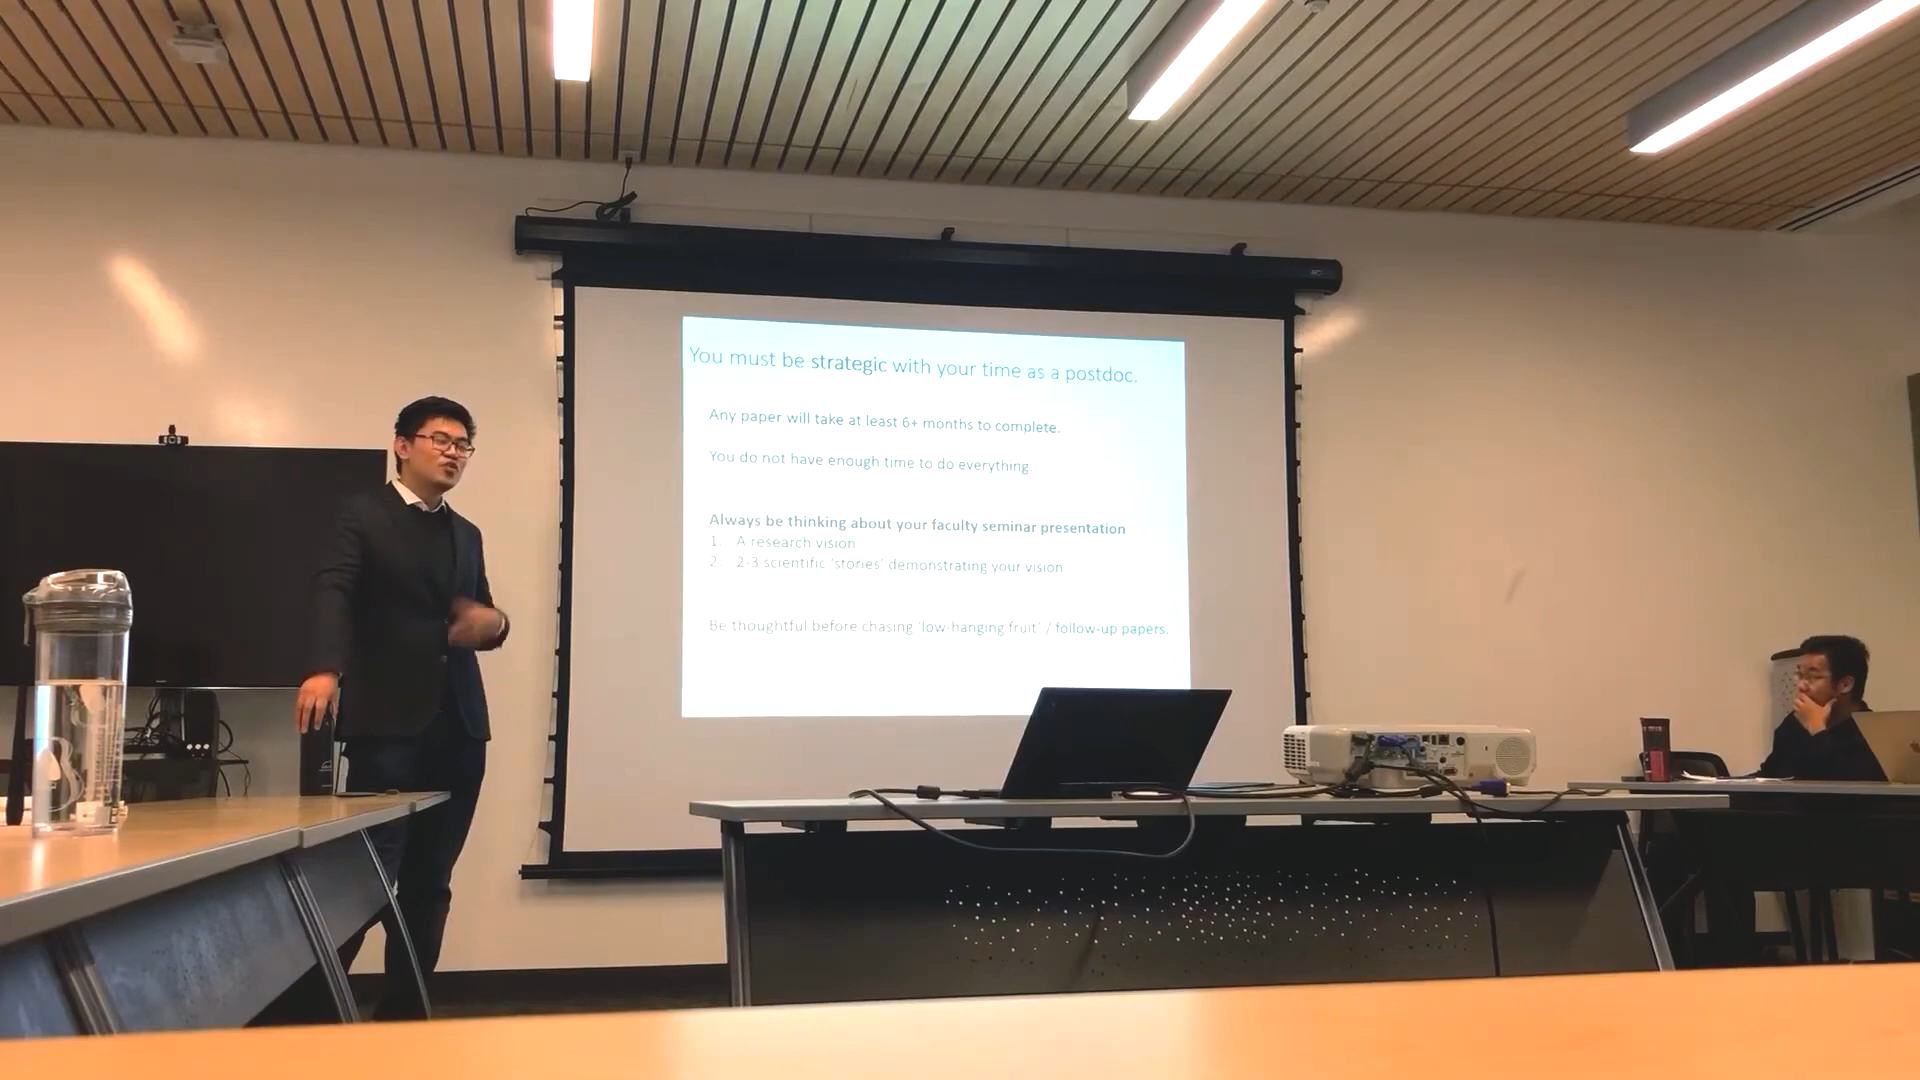 You must be strategic with your time as a postdoc.
Any paper will take at least 6+ months to complete.
You do not have enough time to do everything.
Always be thinking about your faculty seminar presentation
1. A research vision
2. 2-3 scientific 'stories' demonstrating your vision
Be thoughtful before chasing 'low-hanging fruit' / follow-up papers.